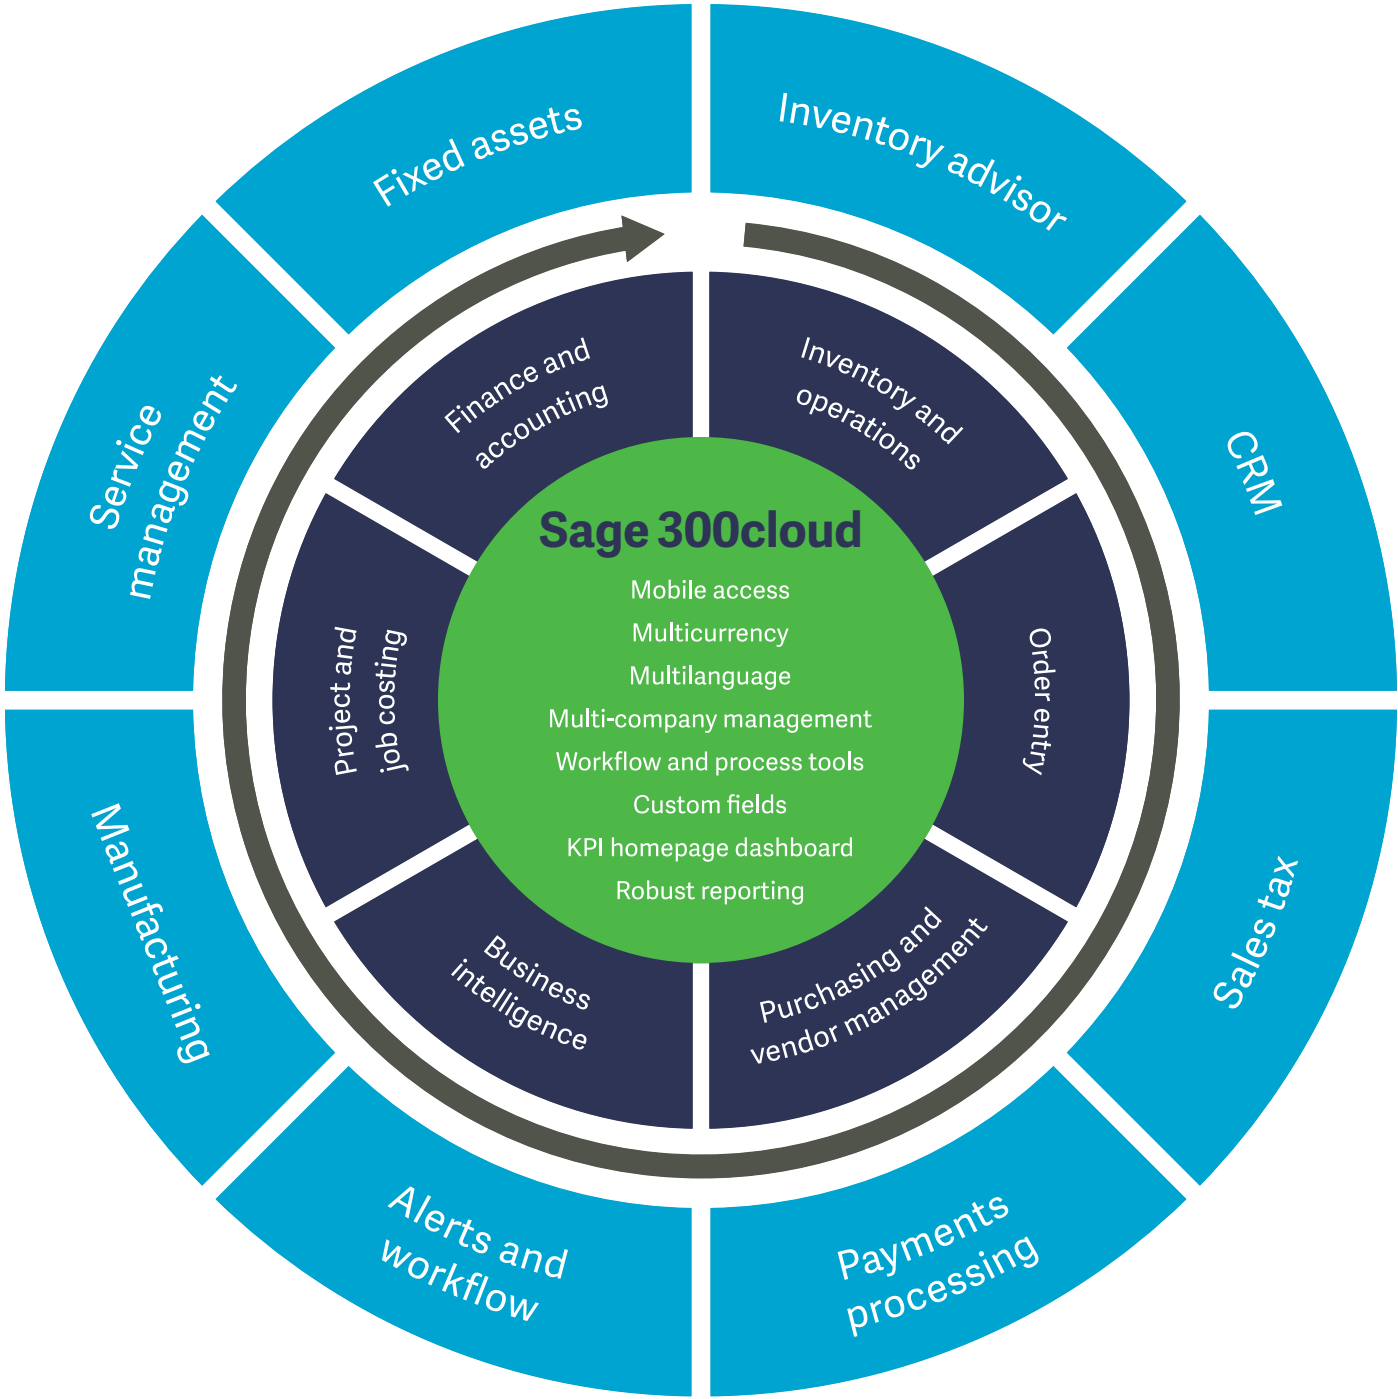 Fixed assets
Inventory advisor
CRM
Sales tax
Payments
processing
Alerts and
workflow
Manufacturing
Service
management
Finance and
accounting
Inventory and
operations
Order entry
Purchasing and
vendor management
Business
intelligence
Project and
job costing
Sage 300cloud
Mobile access
Multicurrency
Multilanguage
Multi-company management
Workflow and process tools
Custom fields
KPI homepage dashboard
Robust reporting